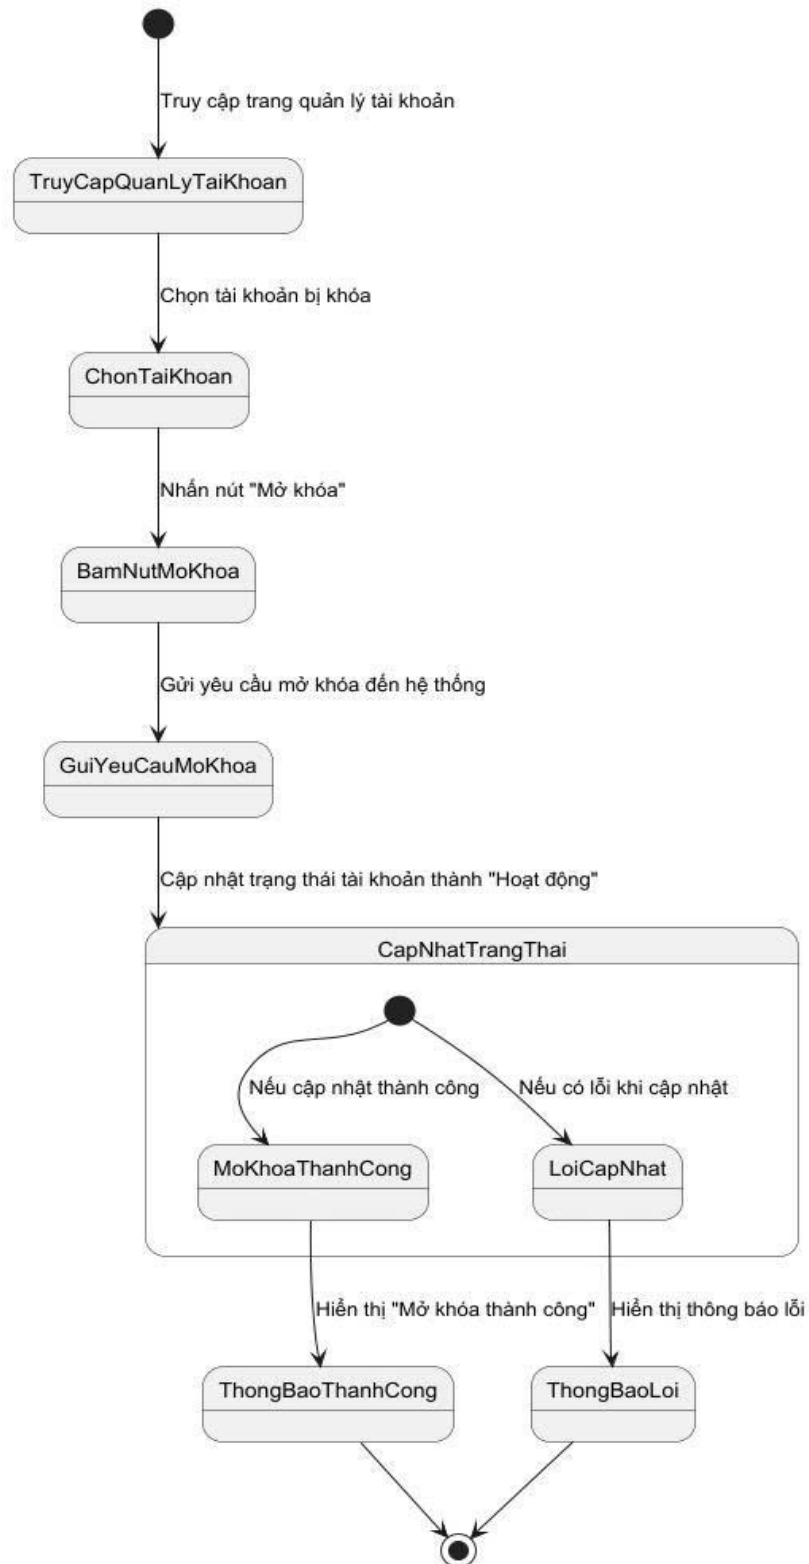 Truy cập trang quản lý tài khoản
TruyCapQuanLyTaiKhoan
Chọn tài khoản bị khóa
ChonTaiKhoan
Nhấn nút "Mở khóa"
BamNutMoKhoa
Gửi yêu cầu mở khóa đến hệ thống
GuiYeuCauMoKhoa
Cập nhật trạng thái tài khoản thành "Hoạt động"
CapNhatTrangThai
Nếu cập nhật thành công
Nếu có lỗi khi cập nhật
MoKhoaThanhCong
LoiCapNhat
Hiển thị "Mở khóa thành công"
Hiển thị thông báo lỗi
ThongBaoThanhCong
ThongBaoLoi